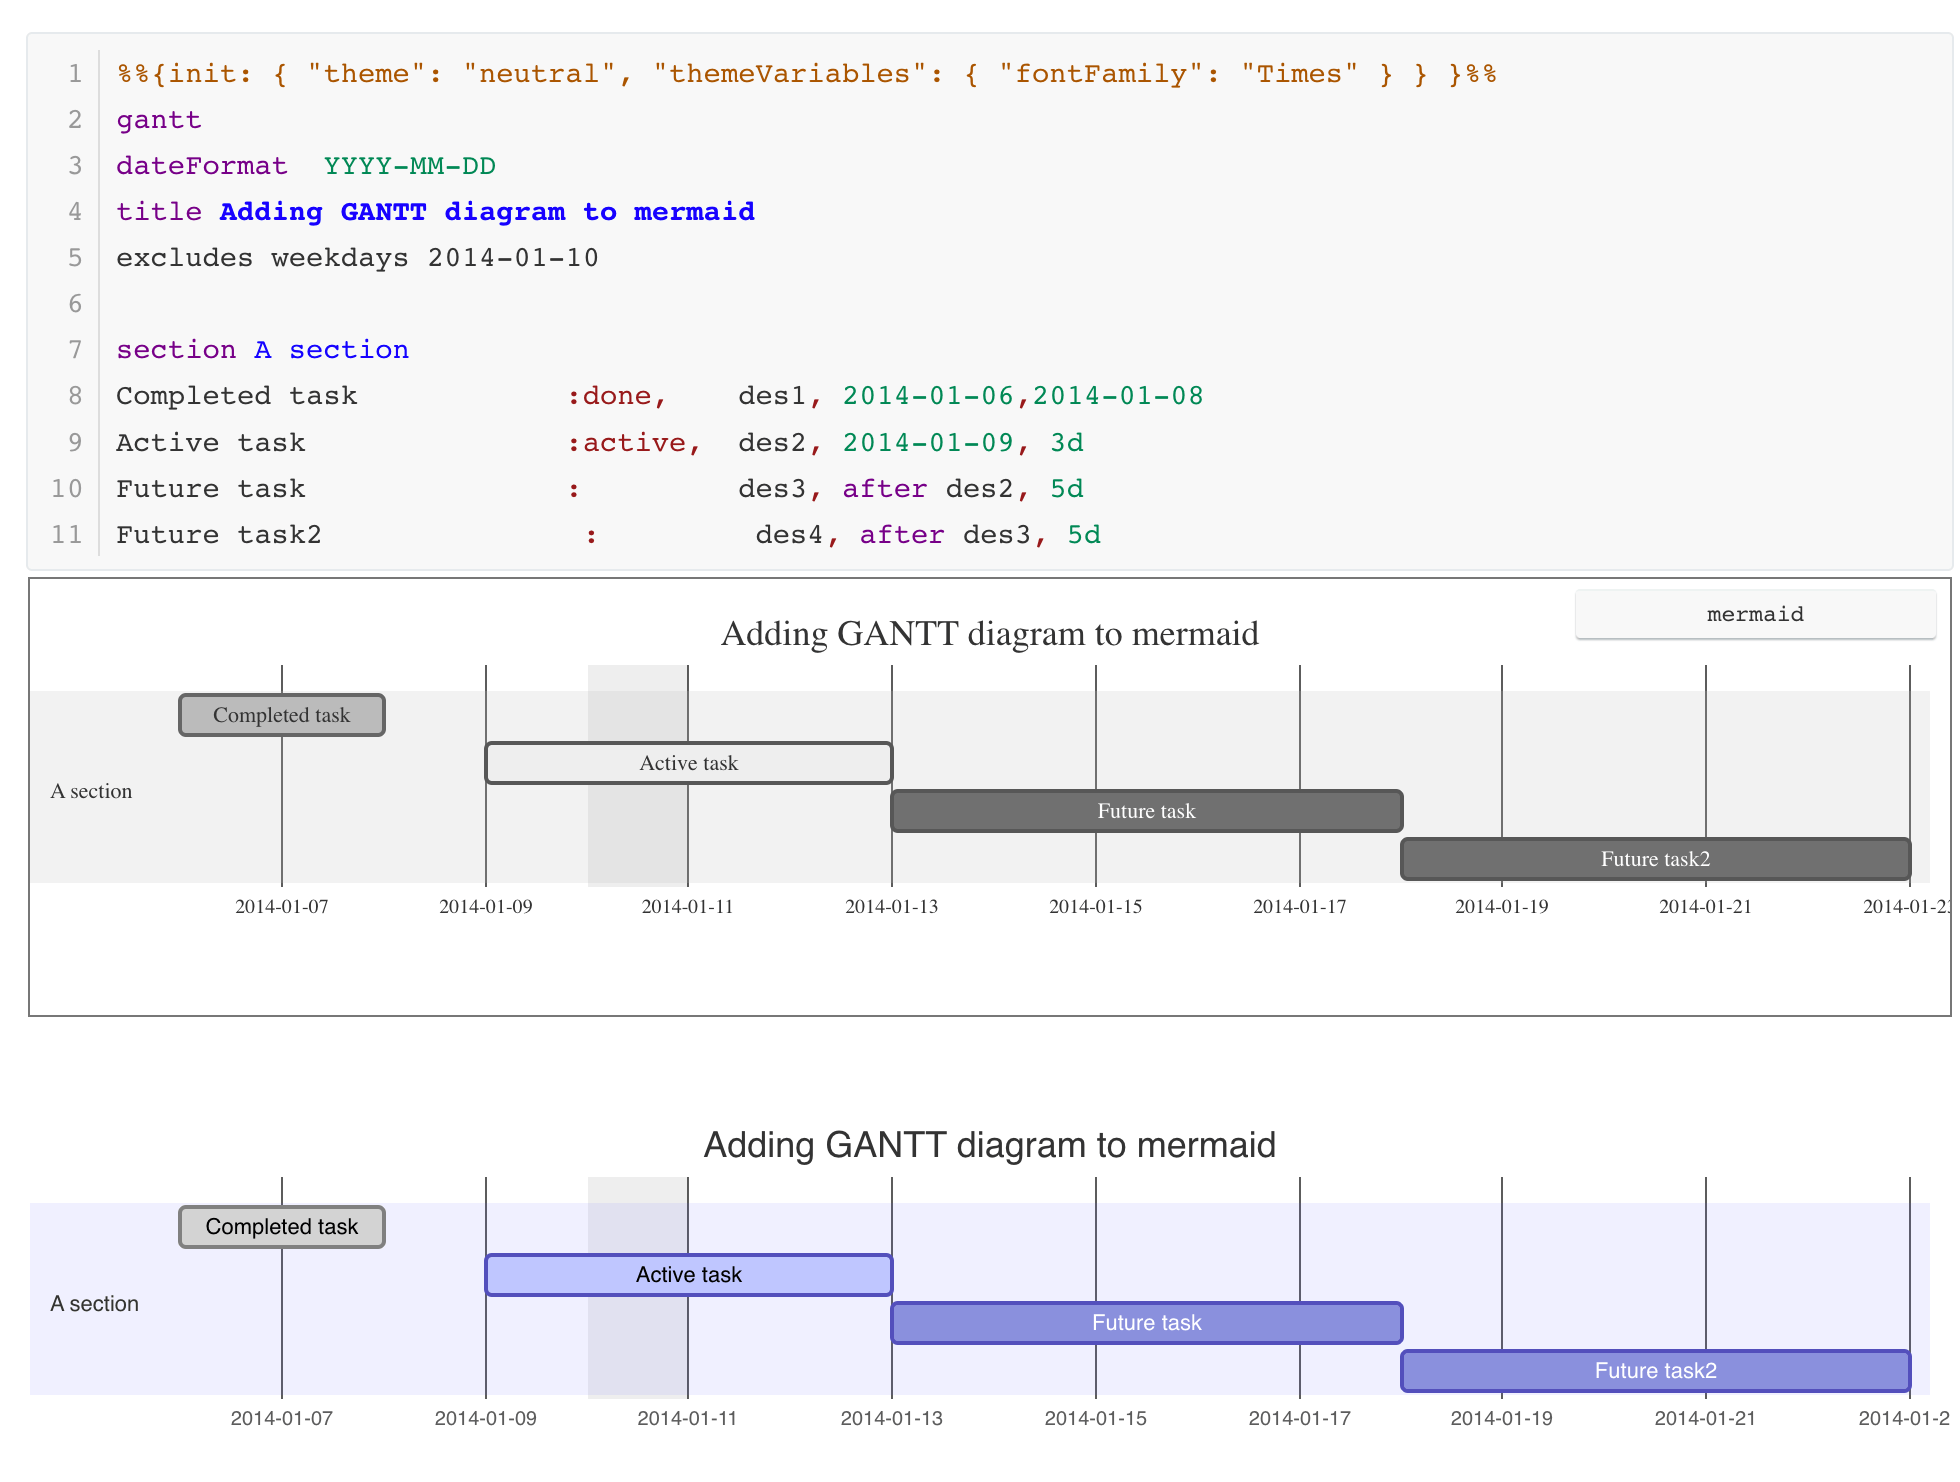 1 %%{init: { "theme": "neutral", "themeVariables": { "fontFamily": "Times" } } }%%
2 gantt
3 dateFormat  YYYY-MM-DD
4 title Adding GANTT diagram to mermaid
5 excludes weekdays 2014-01-10
6
7 section A section
8 Completed task            :done,    des1, 2014-01-06,2014-01-08
9 Active task               :active,  des2, 2014-01-09, 3d
10 Future task               :         des3, after des2, 5d
11 Future task2               :         des4, after des3, 5d
mermaid
Adding GANTT diagram to mermaid
Completed task
Active task
A section
Future task
Future task2
2014-01-07 2014-01-09 2014-01-11 2014-01-13 2014-01-15 2014-01-17 2014-01-19 2014-01-21
Adding GANTT diagram to mermaid
Completed task
Active task
A section
Future task
Future task2
2014-01-07 2014-01-09 2014-01-11 2014-01-13 2014-01-15 2014-01-17 2014-01-19 2014-01-21 2014-01-2